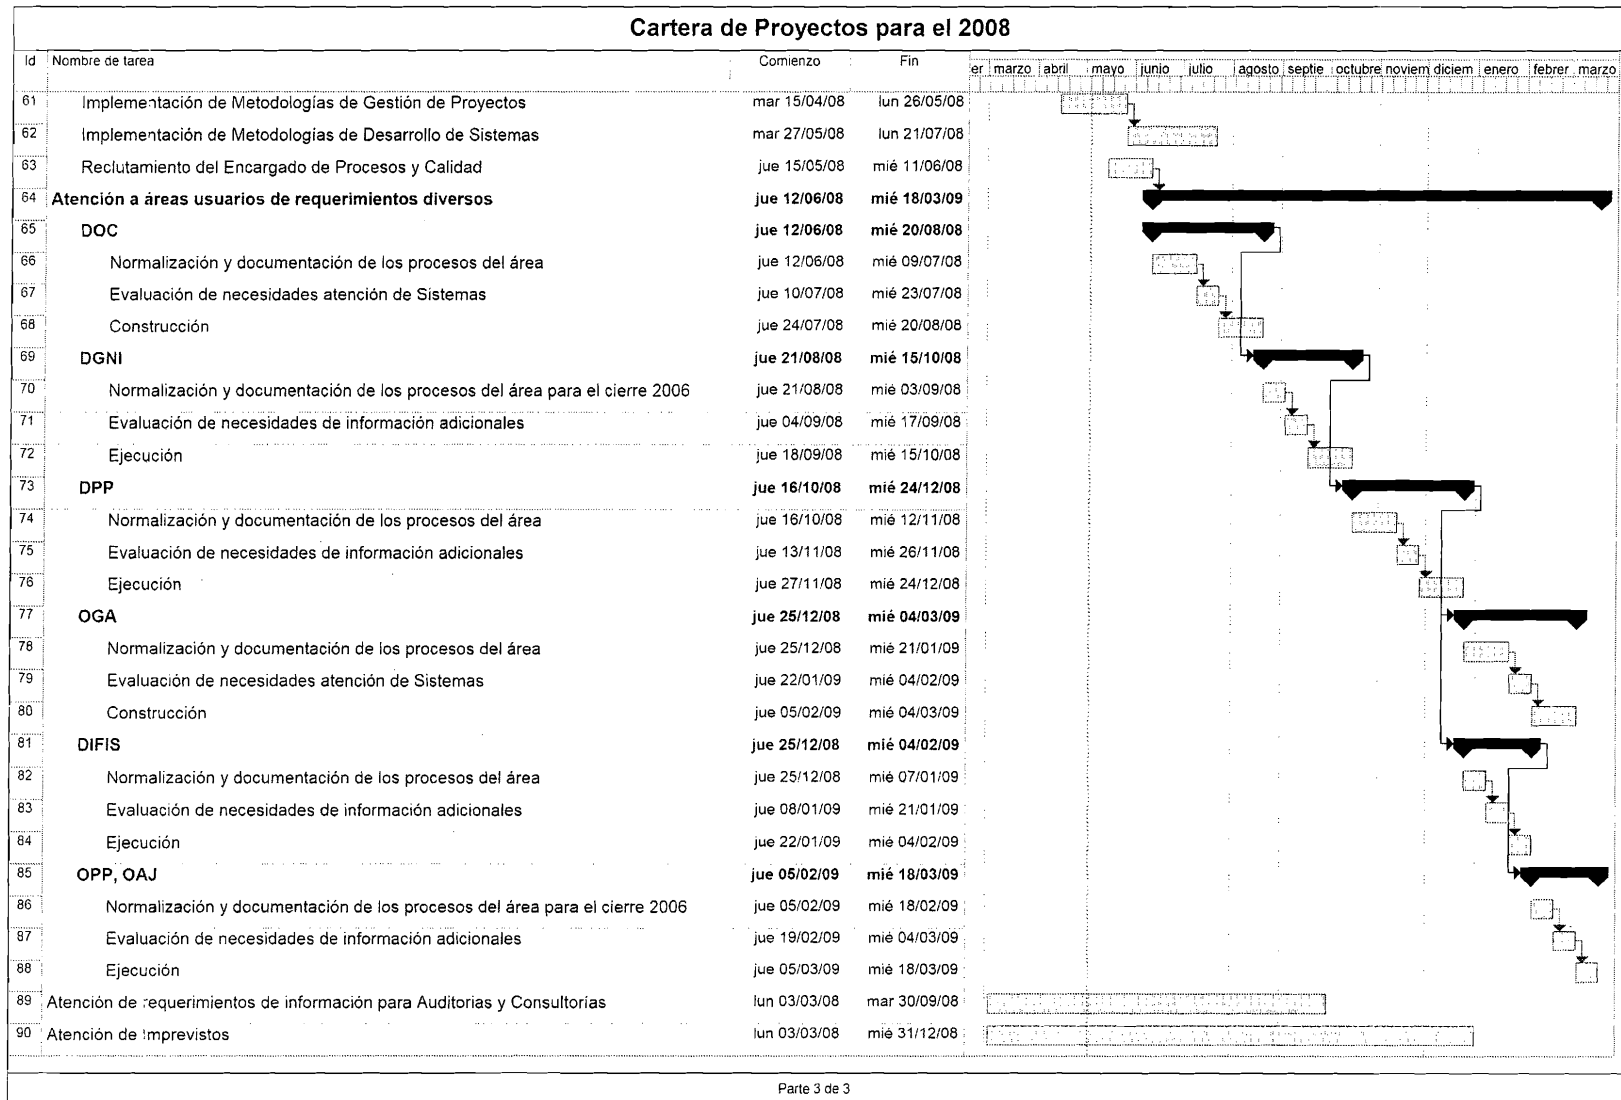 Cartera de Proyectos para el 2008
Id Nombre de tarea Comienzo Fin er marzo abril mayo junio julio agosto septie octubre noviem diciem enero febrer marzo
61 Implementación de Metodologías de Gestión de Proyectos mar 15/04/08 lun 26/05/08
62 Implementación de Metodologías de Desarrollo de Sistemas mar 27/05/08 lun 21/07/08
63 Reclutamiento del Encargado de Procesos y Calidad jue 15/05/08 mié 11/06/08
64 Atención a áreas usuarios de requerimientos diversos jue 12/06/08 mié 18/03/09
65 DOC jue 12/06/08 mié 20/08/08
66 Normalización y documentación de los procesos del área jue 12/06/08 mié 09/07/08
67 Evaluación de necesidades atención de Sistemas jue 10/07/08 mié 23/07/08
68 Construcción jue 24/07/08 mié 20/08/08
69 DGNI jue 21/08/08 mié 15/10/08
70 Normalización y documentación de los procesos del área para el cierre 2006 jue 21/08/08 mié 03/09/08
71 Evaluación de necesidades de información adicionales jue 04/09/08 mié 17/09/08
72 Ejecución jue 18/09/08 mié 15/10/08
73 DPP jue 16/10/08 mié 24/12/08
74 Normalización y documentación de los procesos del área jue 16/10/08 mié 12/11/08
75 Evaluación de necesidades de información adicionales jue 13/11/08 mié 26/11/08
76 Ejecución jue 27/11/08 mié 24/12/08
77 OGA jue 25/12/08 mié 04/03/09
78 Normalización y documentación de los procesos del área jue 25/12/08 mié 21/01/09
79 Evaluación de necesidades atención de Sistemas jue 22/01/09 mié 04/02/09
80 Construcción jue 05/02/09 mié 04/03/09
81 DIFIS jue 25/12/08 mié 04/02/09
82 Normalización y documentación de los procesos del área jue 25/12/08 mié 07/01/09
83 Evaluación de necesidades de información adicionales jue 08/01/09 mié 21/01/09
84 Ejecución jue 22/01/09 mié 04/02/09
85 OPP, OAJ jue 05/02/09 mié 18/03/09
86 Normalización y documentación de los procesos del área para el cierre 2006 jue 05/02/09 mié 18/02/09
87 Evaluación de necesidades de información adicionales jue 19/02/09 mié 04/03/09
88 Ejecución jue 05/03/09 mié 18/03/09
89 Atención de requerimientos de información para Auditorias y Consultorías lun 03/03/08 mar 30/09/08
90 Atención de Imprevistos lun 03/03/08 mié 31/12/08
Parte 3 de 3